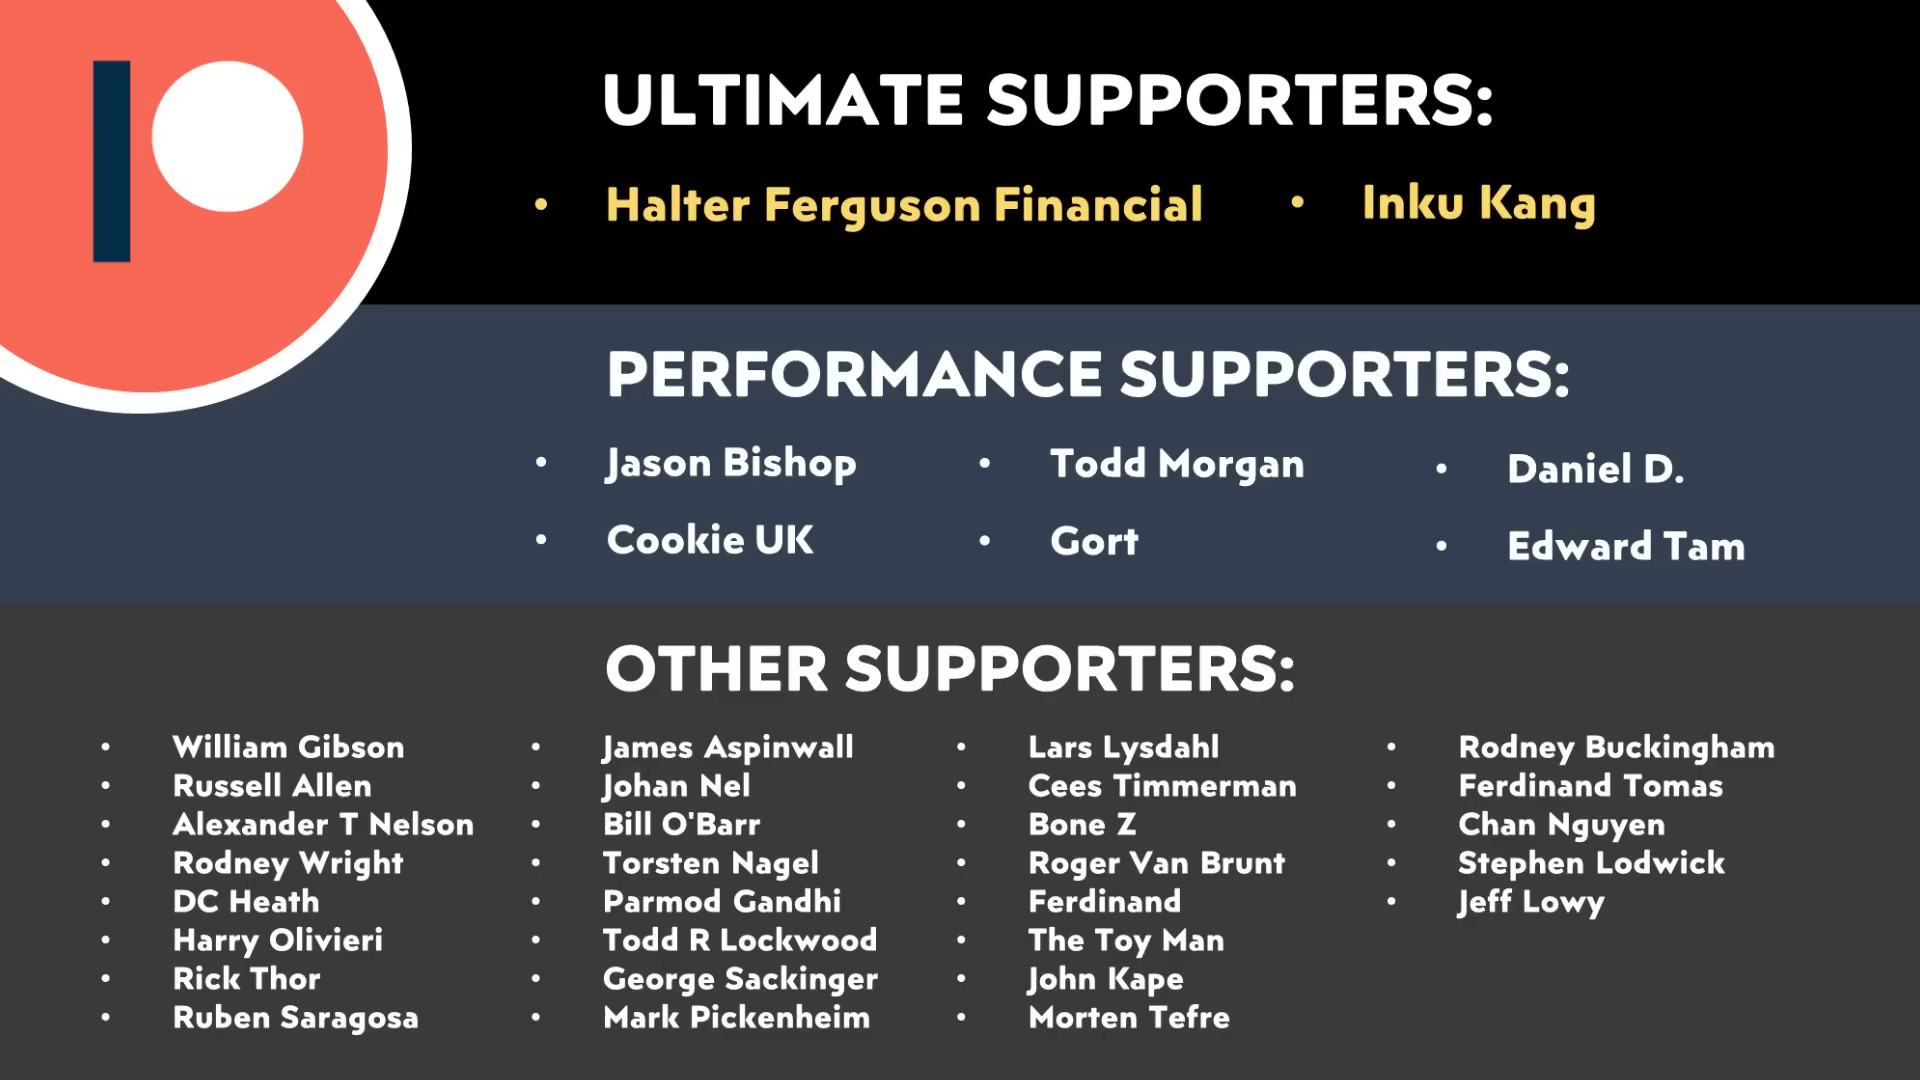 ULTIMATE SUPPORTERS:
• Halter Ferguson Financial
• Inku Kang
PERFORMANCE SUPPORTERS:
• Jason Bishop
• Cookie UK
• Todd Morgan
• Gort
• Daniel D.
• Edward Tam
OTHER SUPPORTERS:
• William Gibson
• Russell Allen
• Alexander T Nelson
• Rodney Wright
• DC Heath
• Harry Olivieri
• Rick Thor
• Ruben Saragosa
• James Aspinwall
• Johan Nel
• Bill O'Barr
• Torsten Nagel
• Parmod Gandhi
• Todd R Lockwood
• George Sackinger
• Mark Pickenheim
• Lars Lysdahl
• Cees Timmerman
• Bone Z
• Roger Van Brunt
• Ferdinand
• The Toy Man
• John Kape
• Morten Tefre
• Rodney Buckingham
• Ferdinand Tomas
• Chan Nguyen
• Stephen Lodwick
• Jeff Lowy